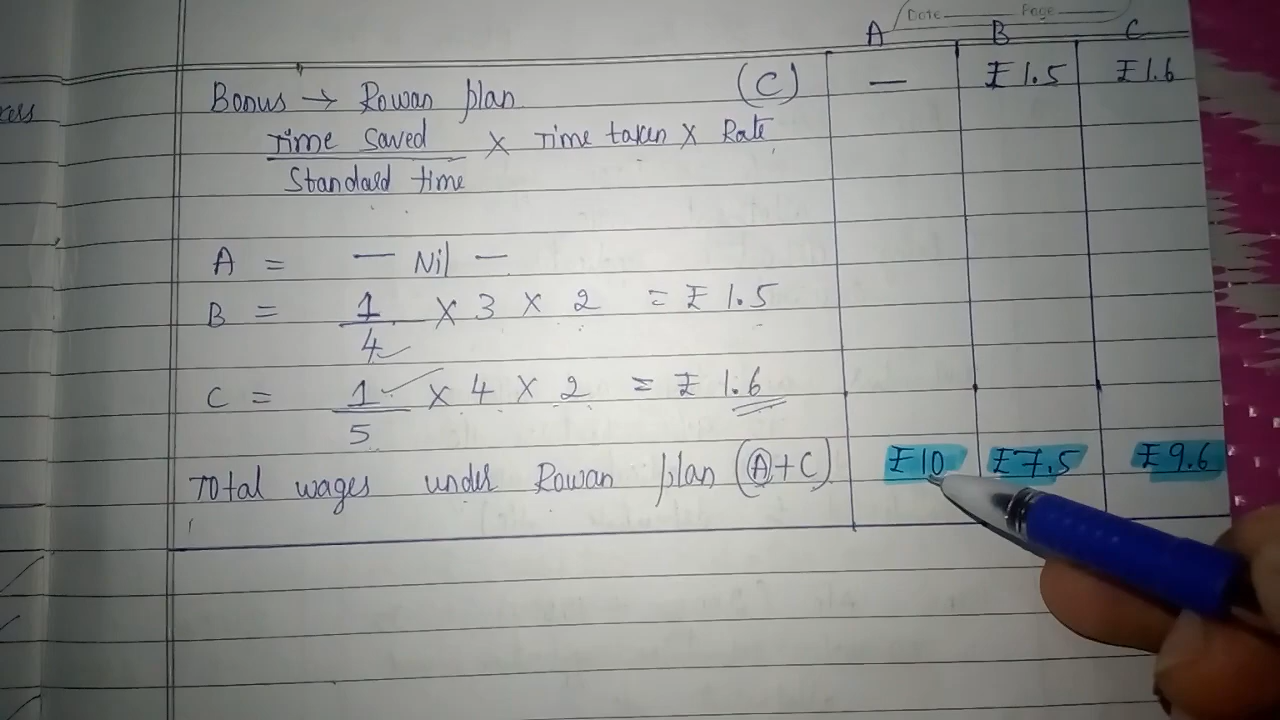 Date Page
A B C
ress
Bonus → Rowan plan (C) — ₹1.5 ₹1.6
Time Saved / Standard time × Time taken × Rate
A = — Nil —
B = 1/4 × 3 × 2 = ₹1.5
C = 1/5 × 4 × 2 = ₹1.6
Total wages under Rowan plan (A+C) ₹10 ₹7.5 ₹9.6